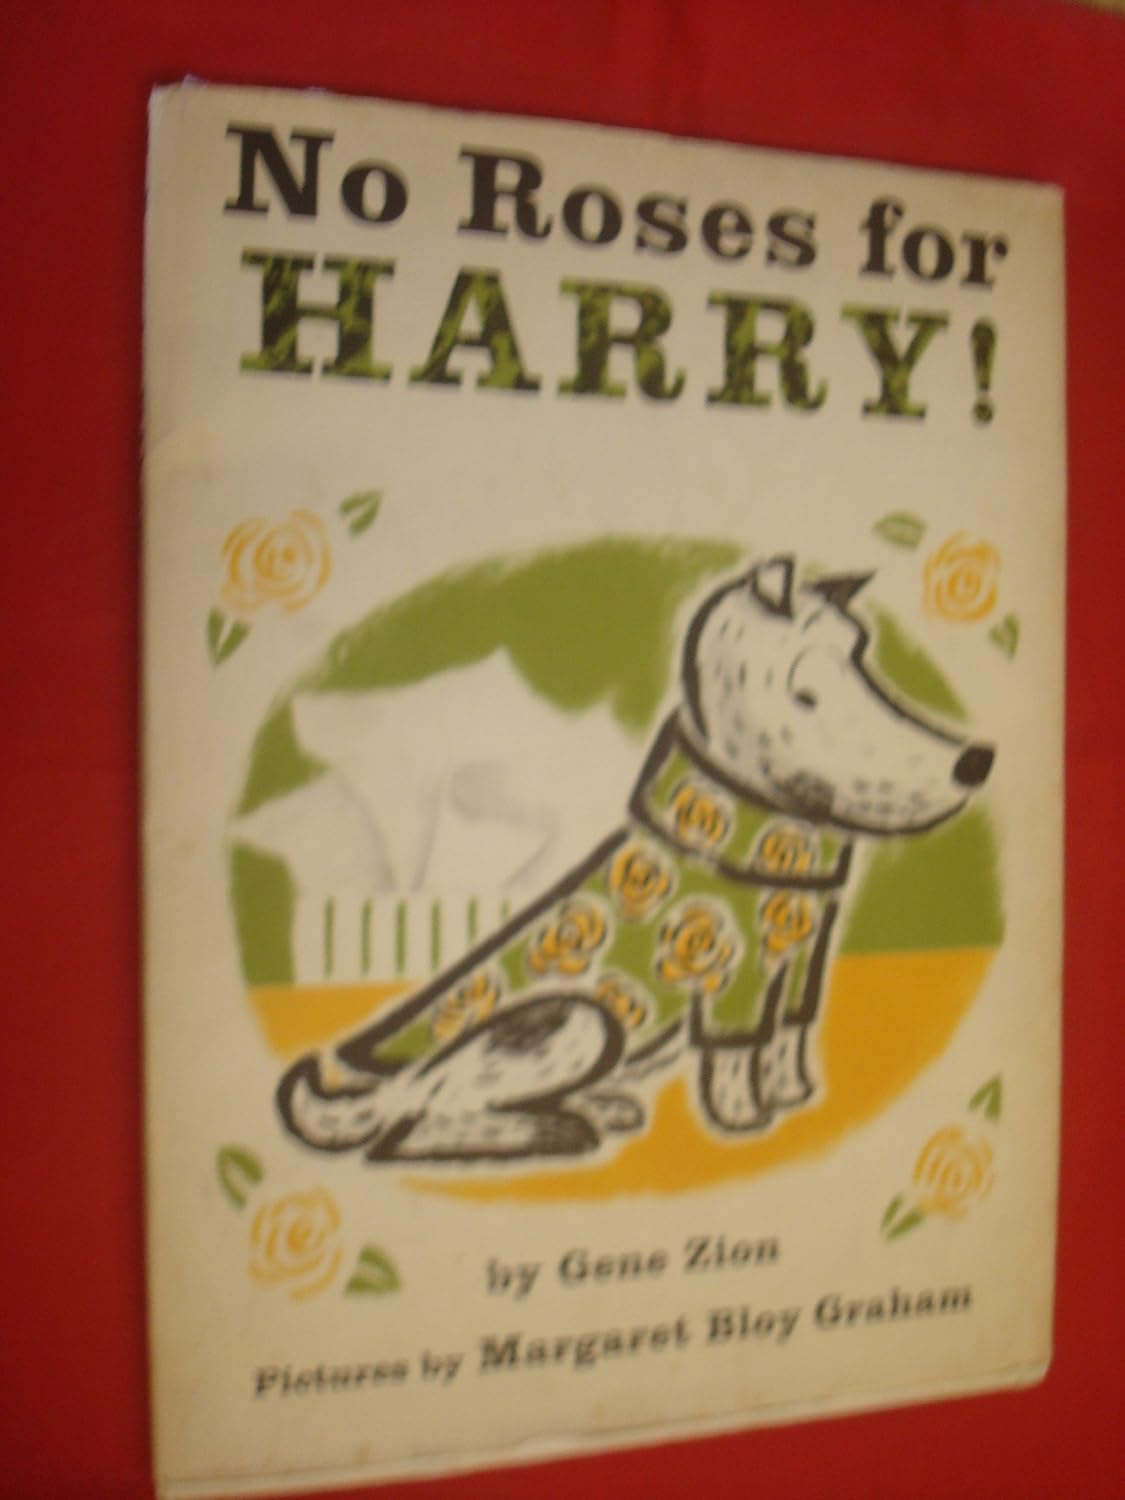 No Roses for
HARRY!
by Gene Zion
Pictures by Margaret Bloy Graham